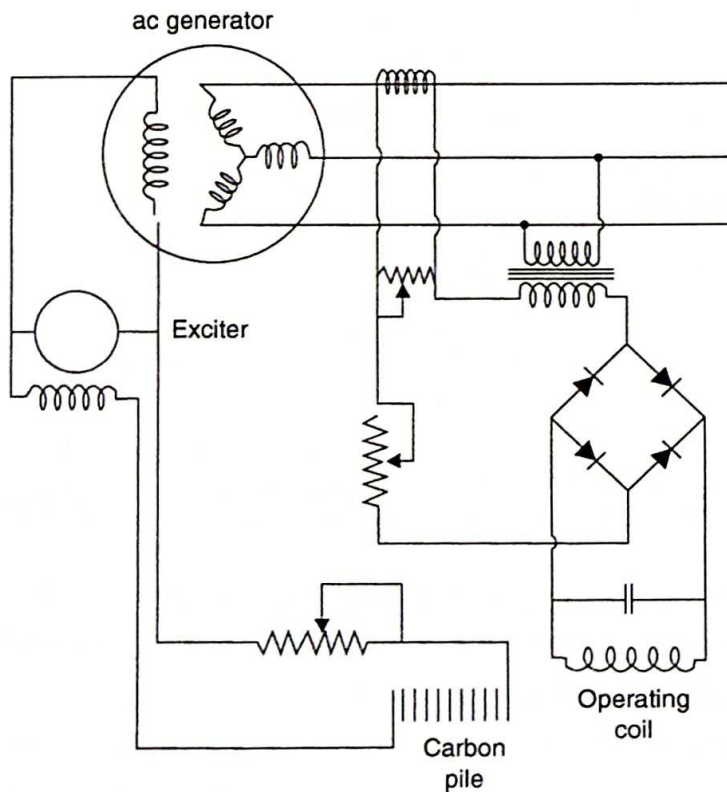 ac generator
Exciter
Operating
coil
Carbon
pile